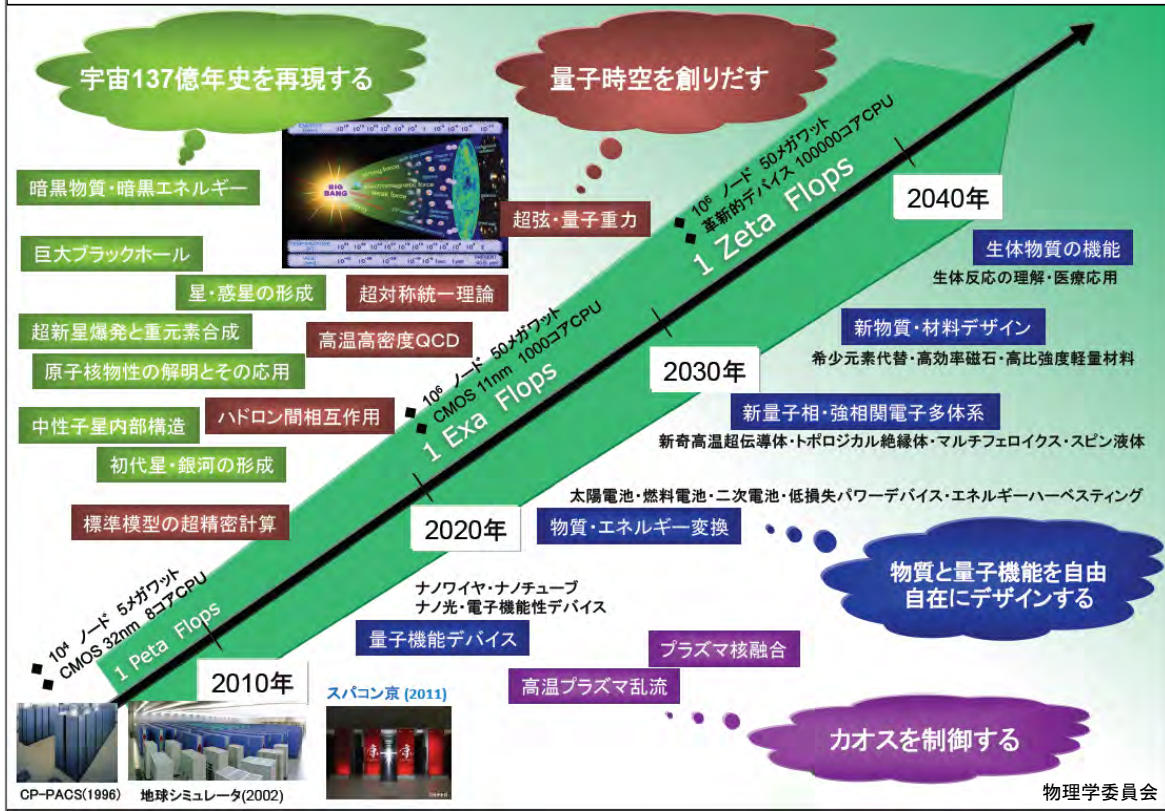 宇宙137億年史を再現する
量子時空を創りだす
暗黒物質・暗黒エネルギー
巨大ブラックホール
星・惑星の形成
超新星爆発と重元素合成
原子核物性の解明とその応用
中性子星内部構造
初代星・銀河の形成
BIG
BANG
超弦・量子重力
超対称統一理論
高温高密度QCD
ハドロン間相互作用
標準模型の超精密計算
◆ 10⁶ ノード 50メガワット
◆ 革新的デバイス 100000コアCPU
1 Zeta Flops
◆ 10⁶ ノード 50メガワット
◆ CMOS 11nm 1000コアCPU
1 Exa Flops
◆ 10⁴ ノード 5メガワット
◆ CMOS 32nm 8コアCPU
1 Peta Flops
2040年
2030年
2020年
2010年
生体物質の機能
生体反応の理解・医療応用
新物質・材料デザイン
希少元素代替・高効率磁石・高比強度軽量材料
新量子相・強相関電子多体系
新奇高温超伝導体・トポロジカル絶縁体・マルチフェロイクス・スピン液体
太陽電池・燃料電池・二次電池・低損失パワーデバイス・エネルギーハーベスティング
物質・エネルギー変換
物質と量子機能を自由
自在にデザインする
ナノワイヤ・ナノチューブ
ナノ光・電子機能性デバイス
量子機能デバイス
プラズマ核融合
高温プラズマ乱流
カオスを制御する
スパコン京 (2011)
京
CP-PACS(1996)
地球シミュレータ(2002)
物理学委員会